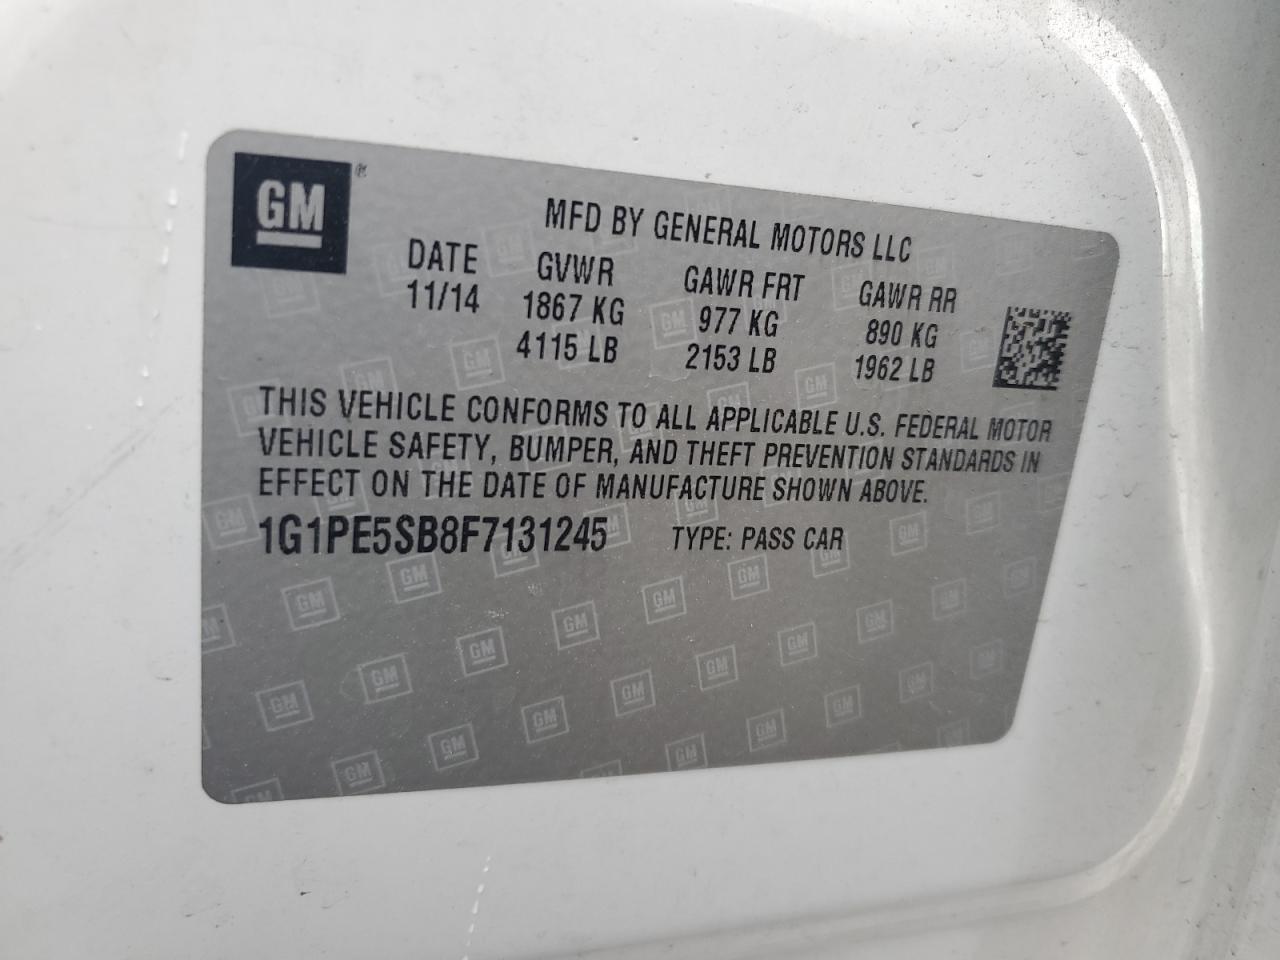 GM®
MFD BY GENERAL MOTORS LLC
DATE GVWR GAWR FRT GAWR RR
11/14 1867 KG 977 KG 890 KG
4115 LB 2153 LB 1962 LB
THIS VEHICLE CONFORMS TO ALL APPLICABLE U.S. FEDERAL MOTOR
VEHICLE SAFETY, BUMPER, AND THEFT PREVENTION STANDARDS IN
EFFECT ON THE DATE OF MANUFACTURE SHOWN ABOVE.
1G1PE5SB8F7131245 TYPE: PASS CAR